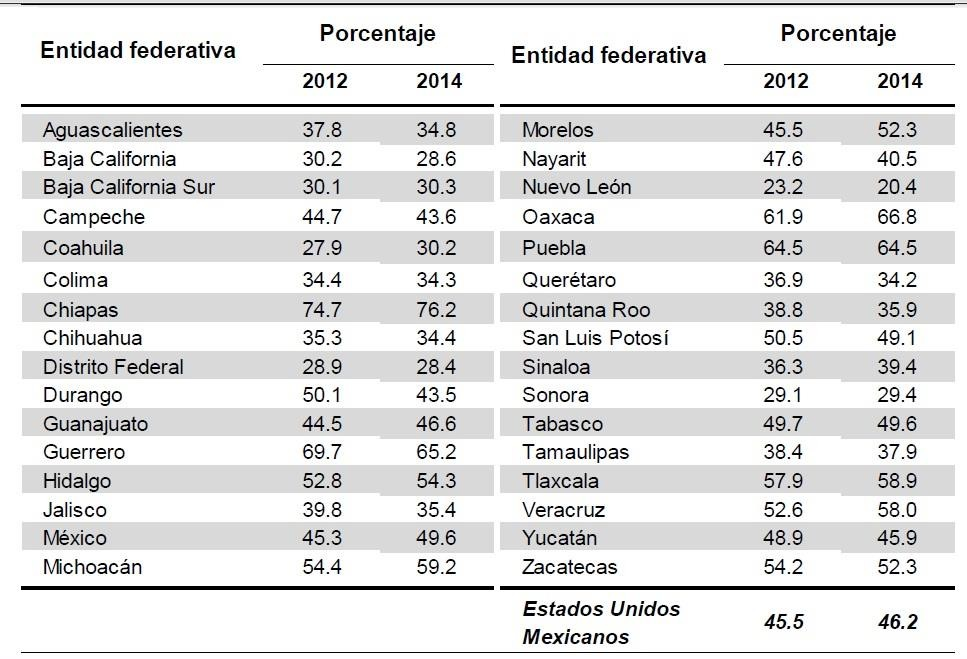 Entidad federativa Porcentaje Entidad federativa Porcentaje
2012 2014 2012 2014
Aguascalientes 37.8 34.8 Morelos 45.5 52.3
Baja California 30.2 28.6 Nayarit 47.6 40.5
Baja California Sur 30.1 30.3 Nuevo León 23.2 20.4
Campeche 44.7 43.6 Oaxaca 61.9 66.8
Coahuila 27.9 30.2 Puebla 64.5 64.5
Colima 34.4 34.3 Querétaro 36.9 34.2
Chiapas 74.7 76.2 Quintana Roo 38.8 35.9
Chihuahua 35.3 34.4 San Luis Potosí 50.5 49.1
Distrito Federal 28.9 28.4 Sinaloa 36.3 39.4
Durango 50.1 43.5 Sonora 29.1 29.4
Guanajuato 44.5 46.6 Tabasco 49.7 49.6
Guerrero 69.7 65.2 Tamaulipas 38.4 37.9
Hidalgo 52.8 54.3 Tlaxcala 57.9 58.9
Jalisco 39.8 35.4 Veracruz 52.6 58.0
México 45.3 49.6 Yucatán 48.9 45.9
Michoacán 54.4 59.2 Zacatecas 54.2 52.3
Estados Unidos
Mexicanos 45.5 46.2